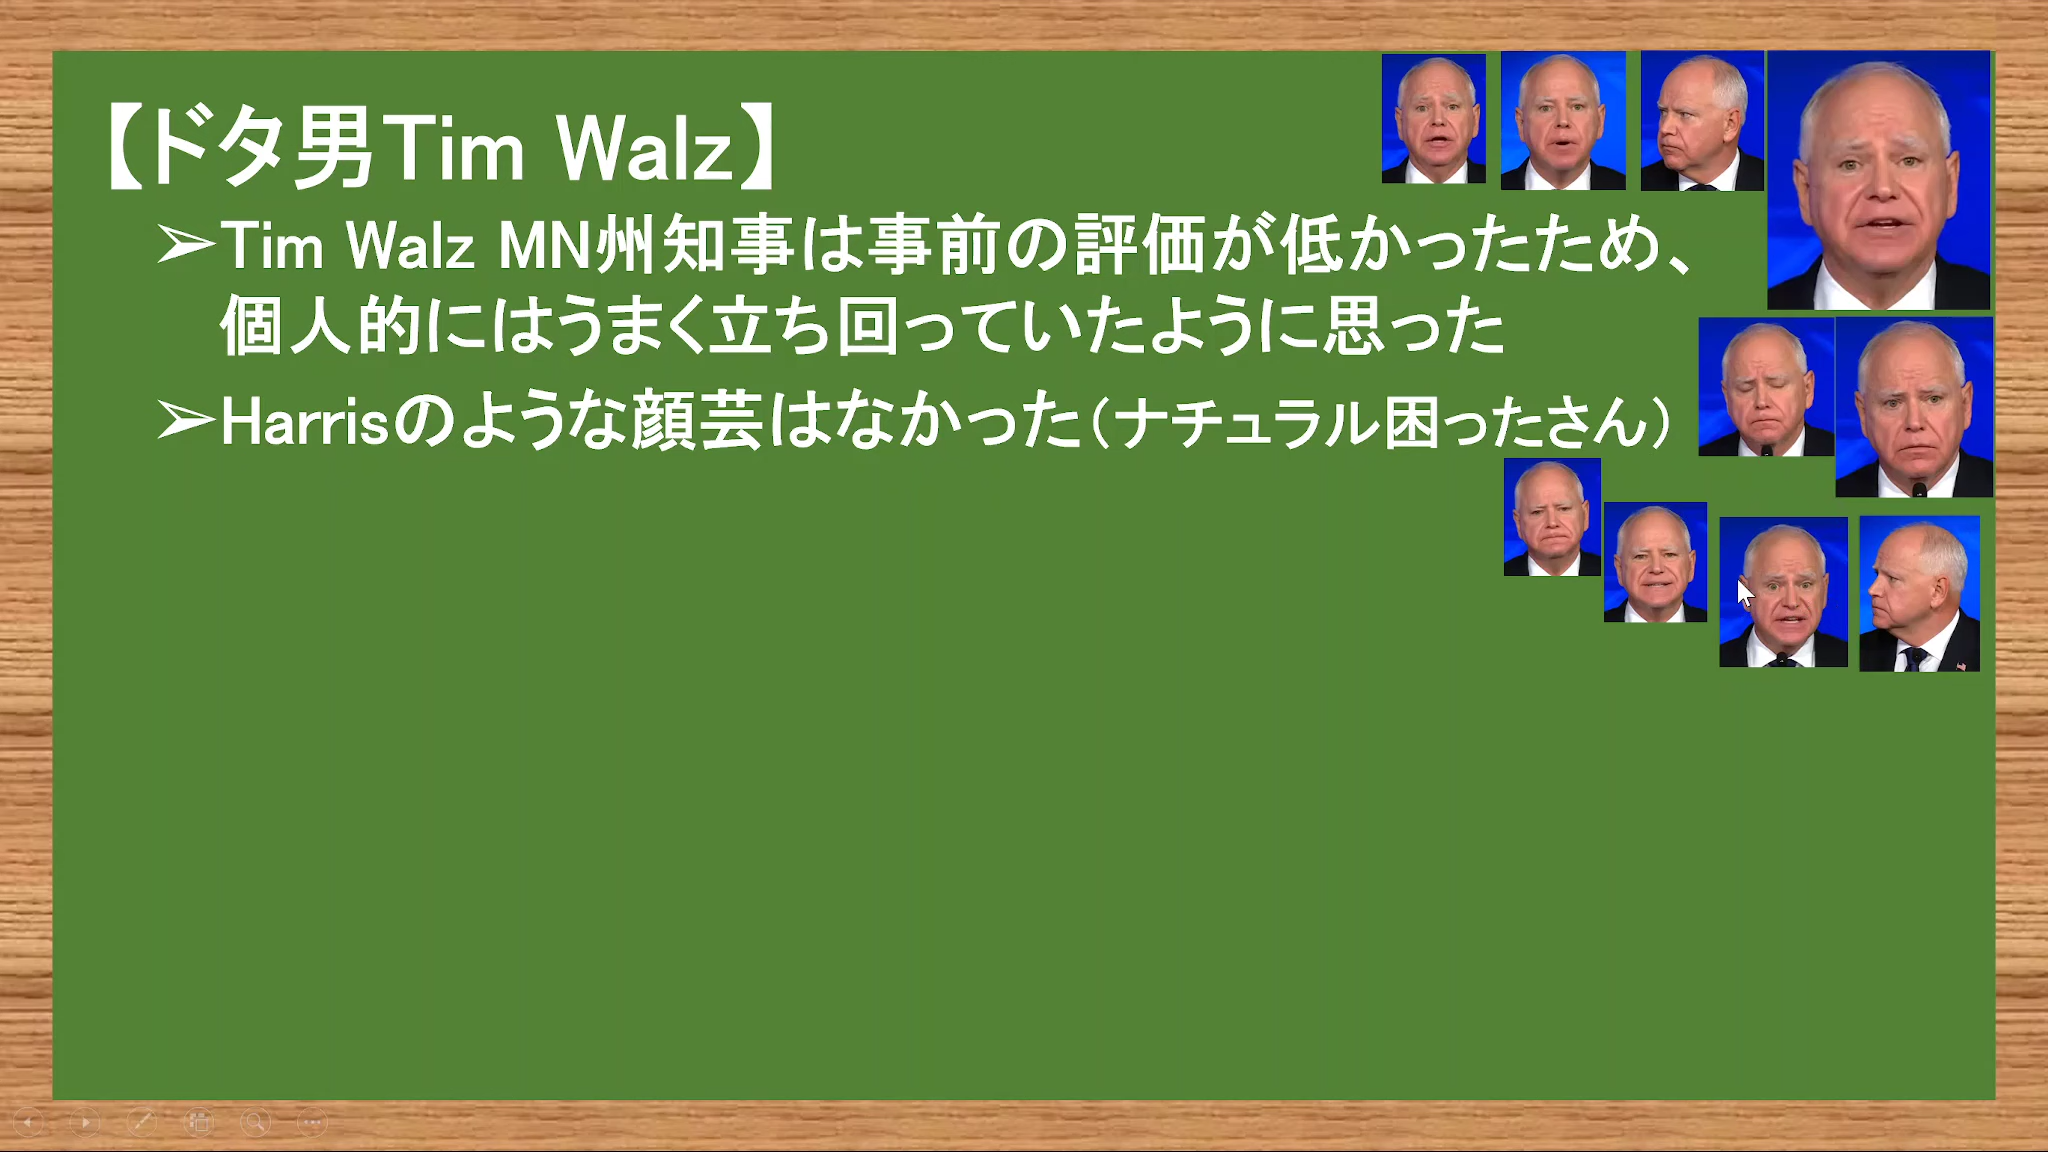 【ドタ男Tim Walz】
➢Tim Walz MN州知事は事前の評価が低かったため、
個人的にはうまく立ち回っていたように思った
➢Harrisのような顔芸はなかった（ナチュラル困ったさん）